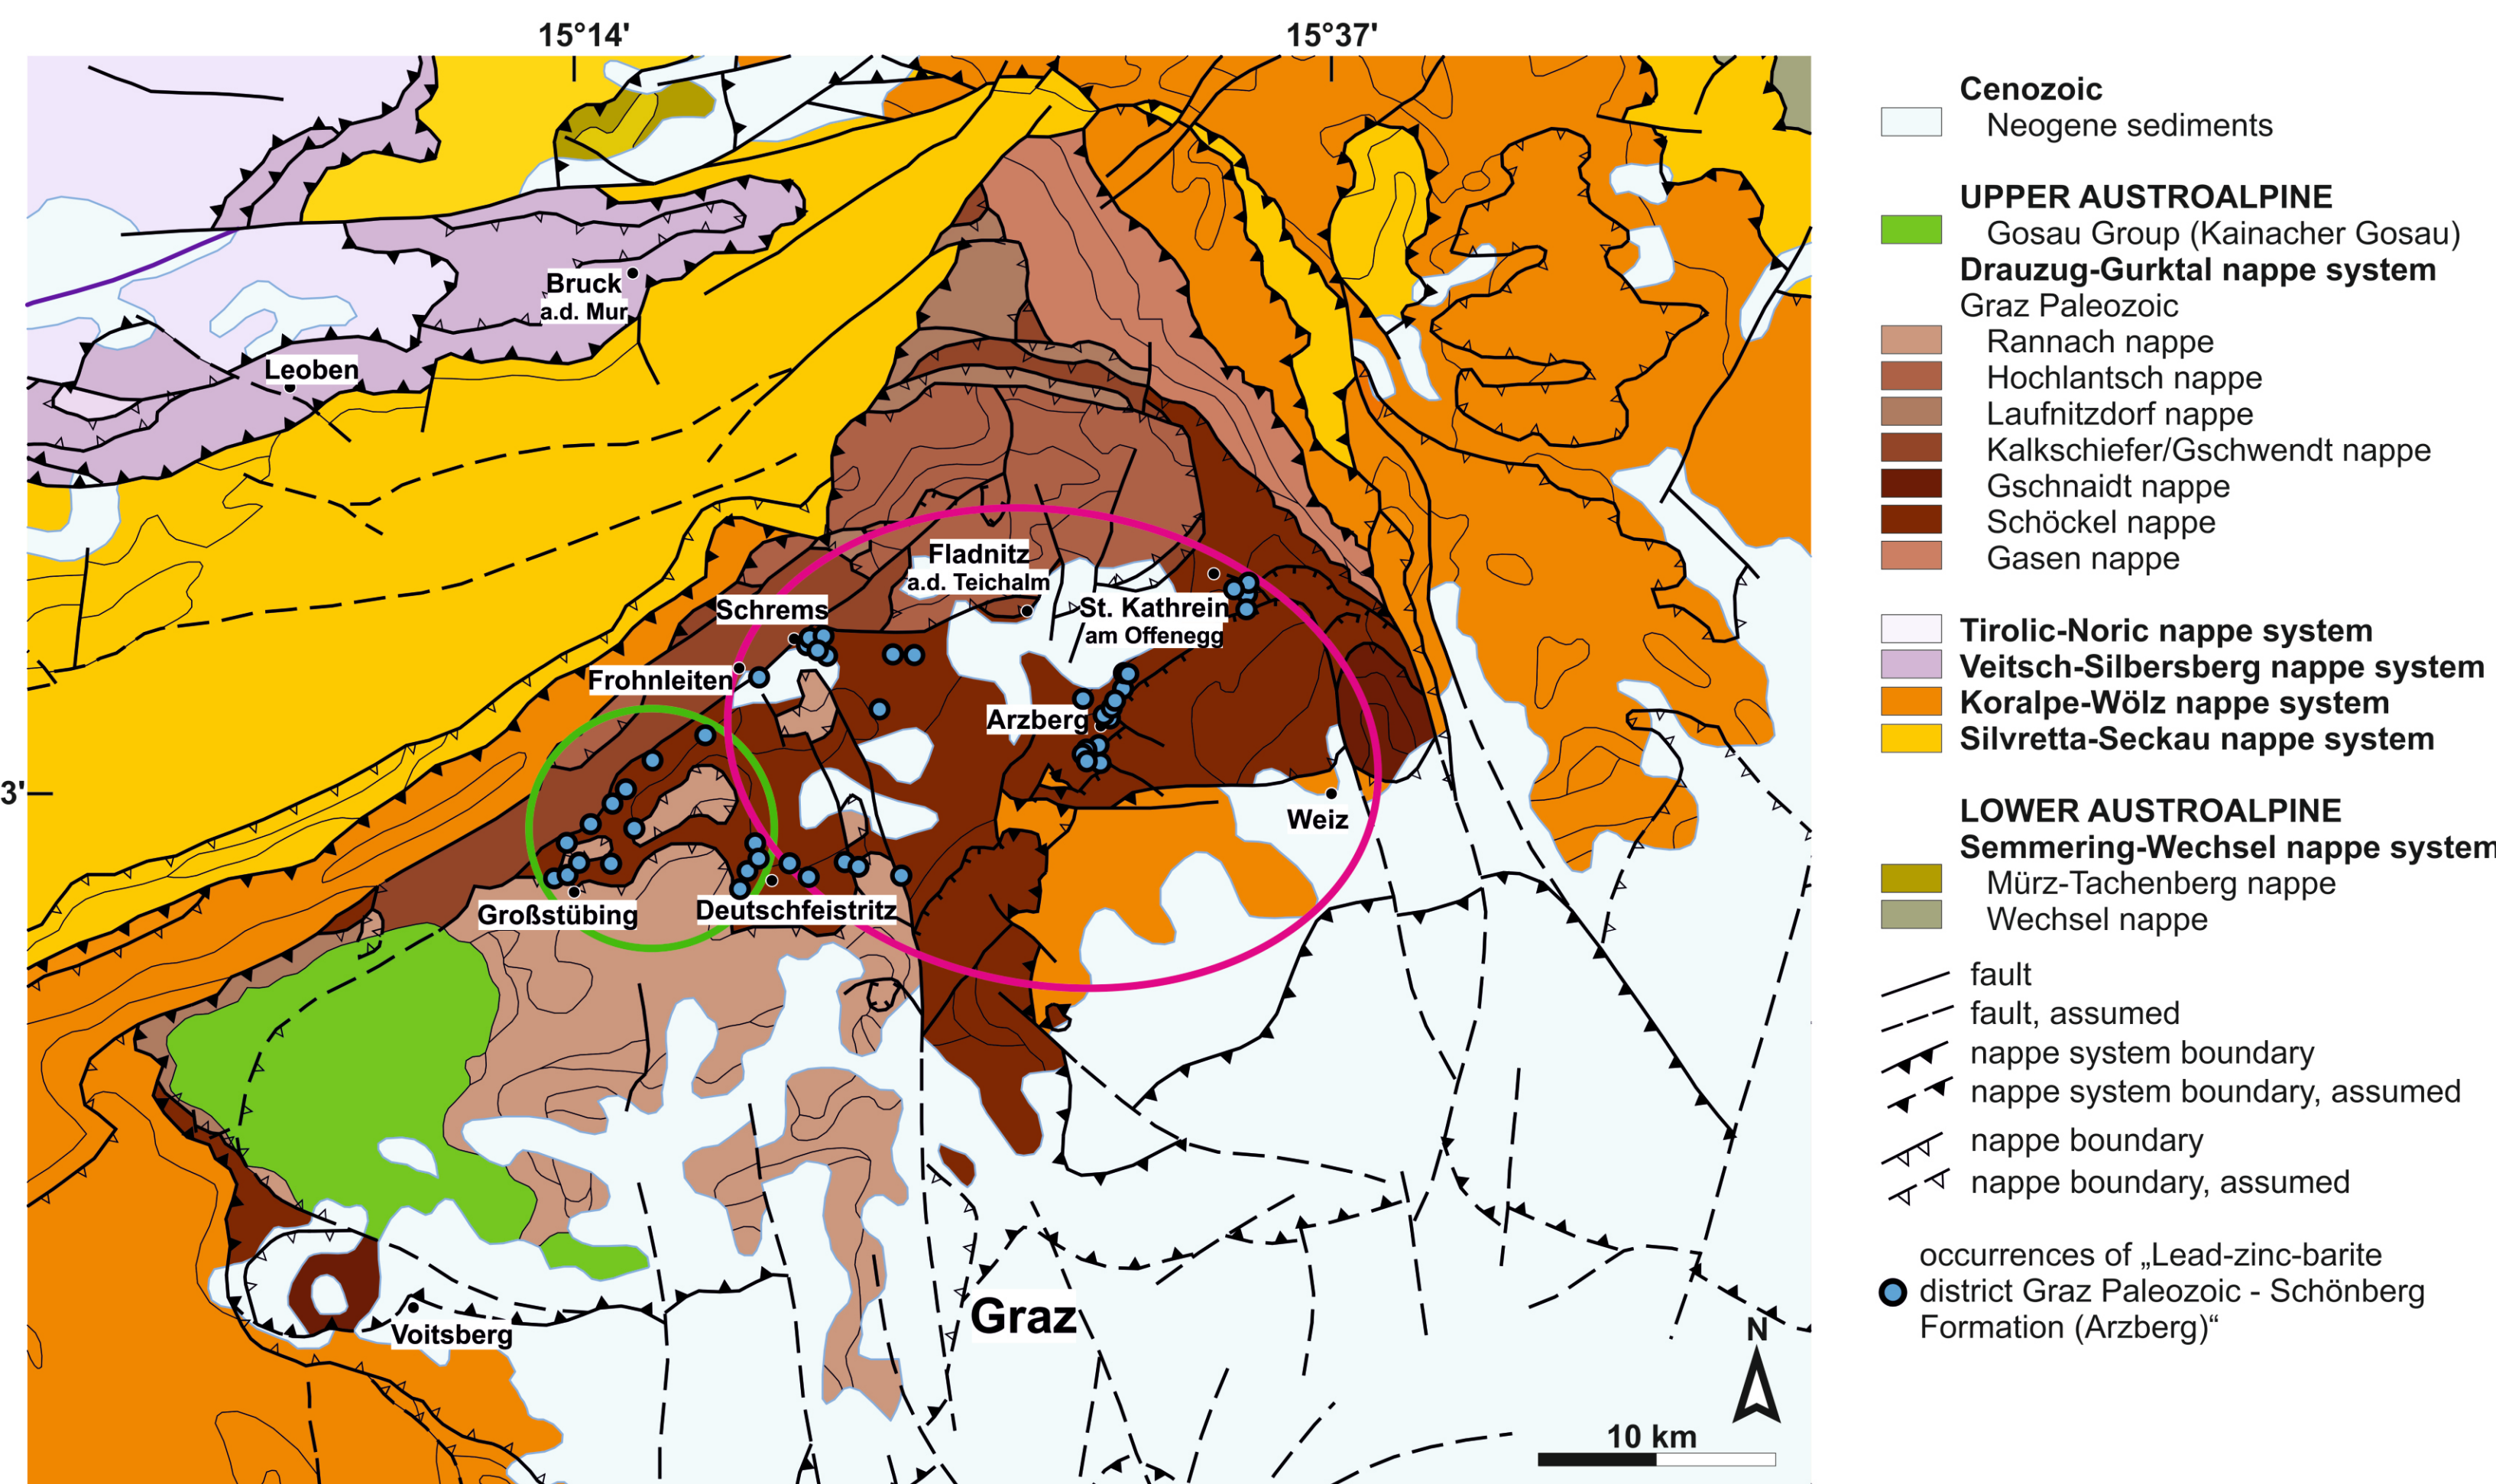 15°14'
15°37'
3'
Bruck
a.d. Mur
Leoben
Fladnitz
a.d. Teichalm
Schrems
St. Kathrein
am Offenegg
Frohnleiten
Arzberg
Weiz
Großstübing
Deutschfeistritz
Voitsberg
Graz
N
10 km
Cenozoic
Neogene sediments
UPPER AUSTROALPINE
Gosau Group (Kainacher Gosau)
Drauzug-Gurktal nappe system
Graz Paleozoic
Rannach nappe
Hochlantsch nappe
Laufnitzdorf nappe
Kalkschiefer/Gschwendt nappe
Gschnaidt nappe
Schöckel nappe
Gasen nappe
Tirolic-Noric nappe system
Veitsch-Silbersberg nappe system
Koralpe-Wölz nappe system
Silvretta-Seckau nappe system
LOWER AUSTROALPINE
Semmering-Wechsel nappe system
Mürz-Tachenberg nappe
Wechsel nappe
fault
fault, assumed
nappe system boundary
nappe system boundary, assumed
nappe boundary
nappe boundary, assumed
occurrences of „Lead-zinc-barite
district Graz Paleozoic - Schönberg
Formation (Arzberg)“